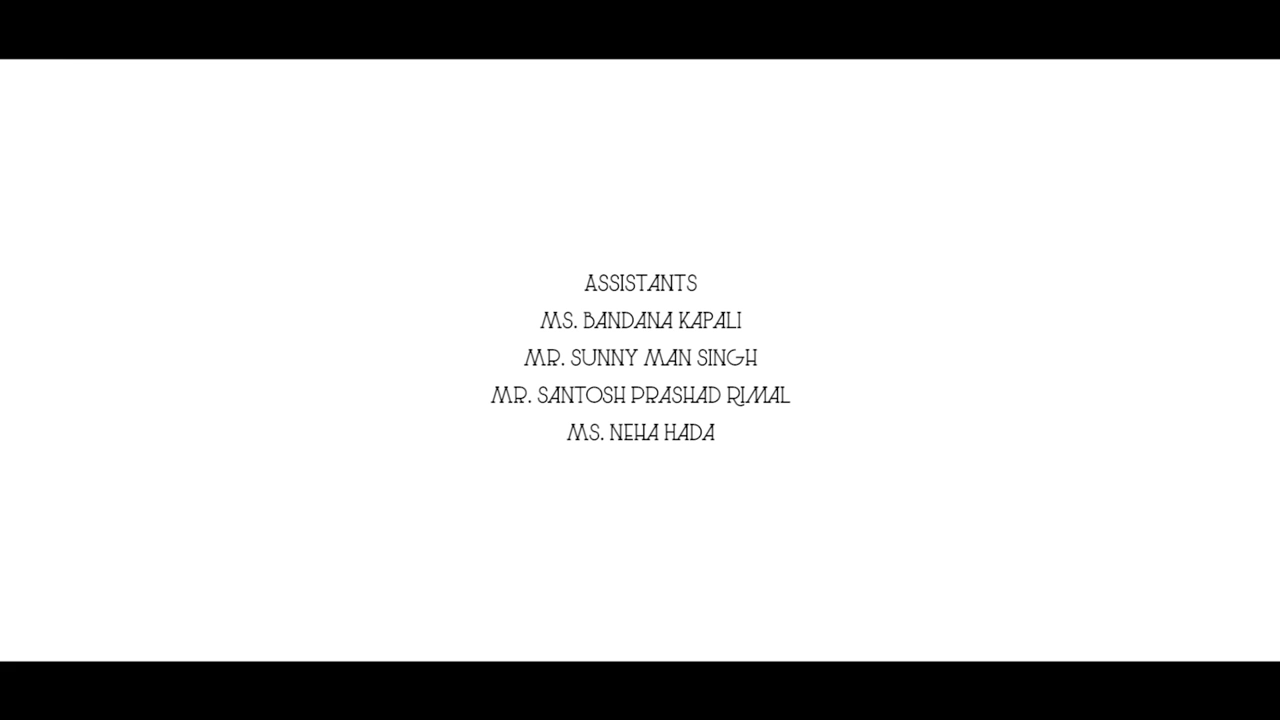 ASSISTANTS
MS. BANDANA KAPALI
MR. SUNNY MAN SINGH
MR. SANTOSH PRASHAD RIMAL
MS. NEHA HADA